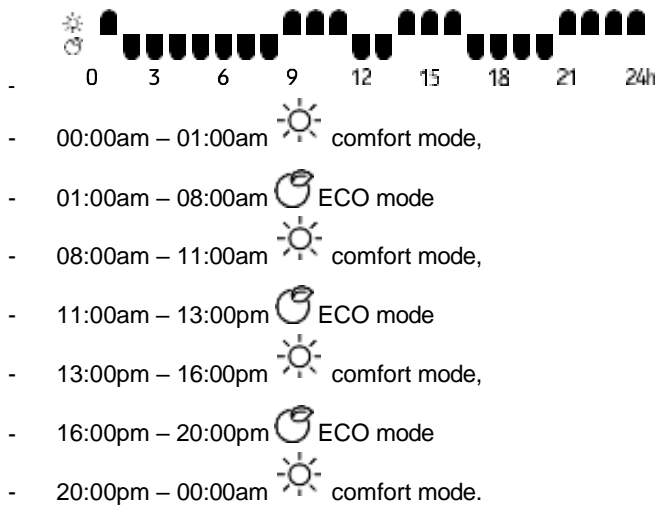 0 3 6 9 12 15 18 21 24h
-
- 00:00am – 01:00am comfort mode,
- 01:00am – 08:00am ECO mode
- 08:00am – 11:00am comfort mode,
- 11:00am – 13:00pm ECO mode
- 13:00pm – 16:00pm comfort mode,
- 16:00pm – 20:00pm ECO mode
- 20:00pm – 00:00am comfort mode.